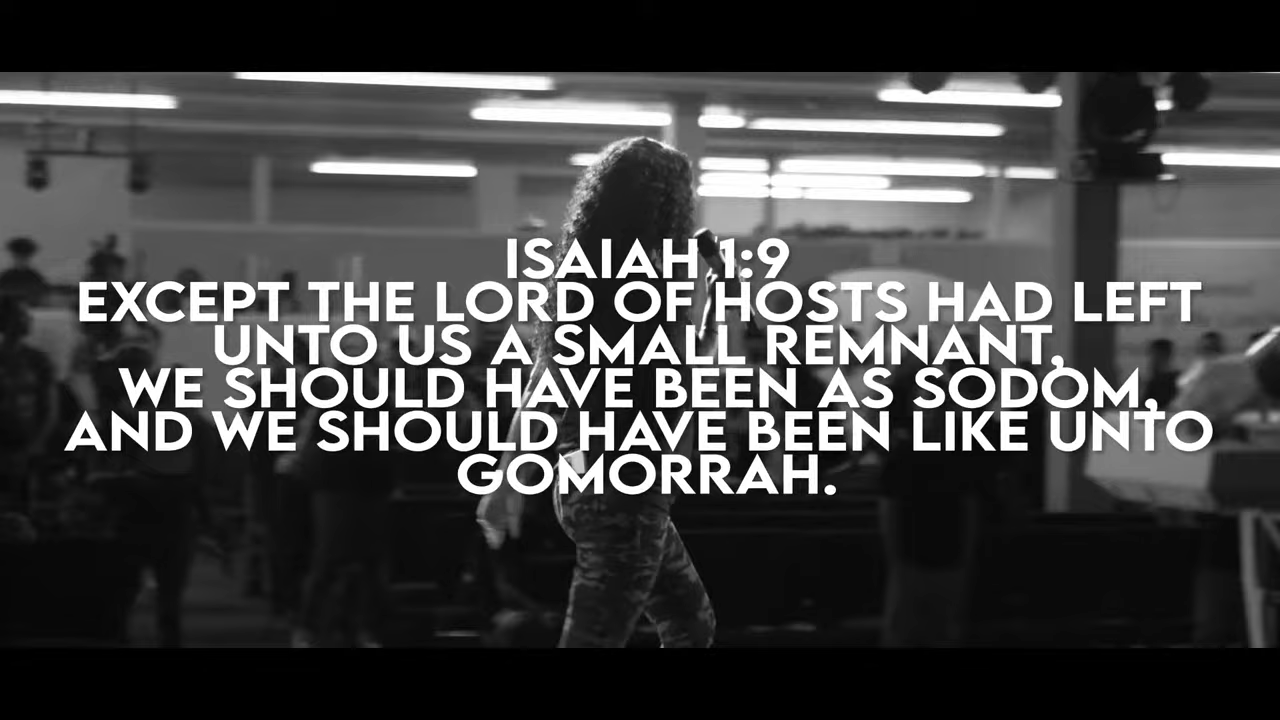 ISAIAH 1:9
EXCEPT THE LORD OF HOSTS HAD LEFT
UNTO US A SMALL REMNANT,
WE SHOULD HAVE BEEN AS SODOM,
AND WE SHOULD HAVE BEEN LIKE UNTO
GOMORRAH.